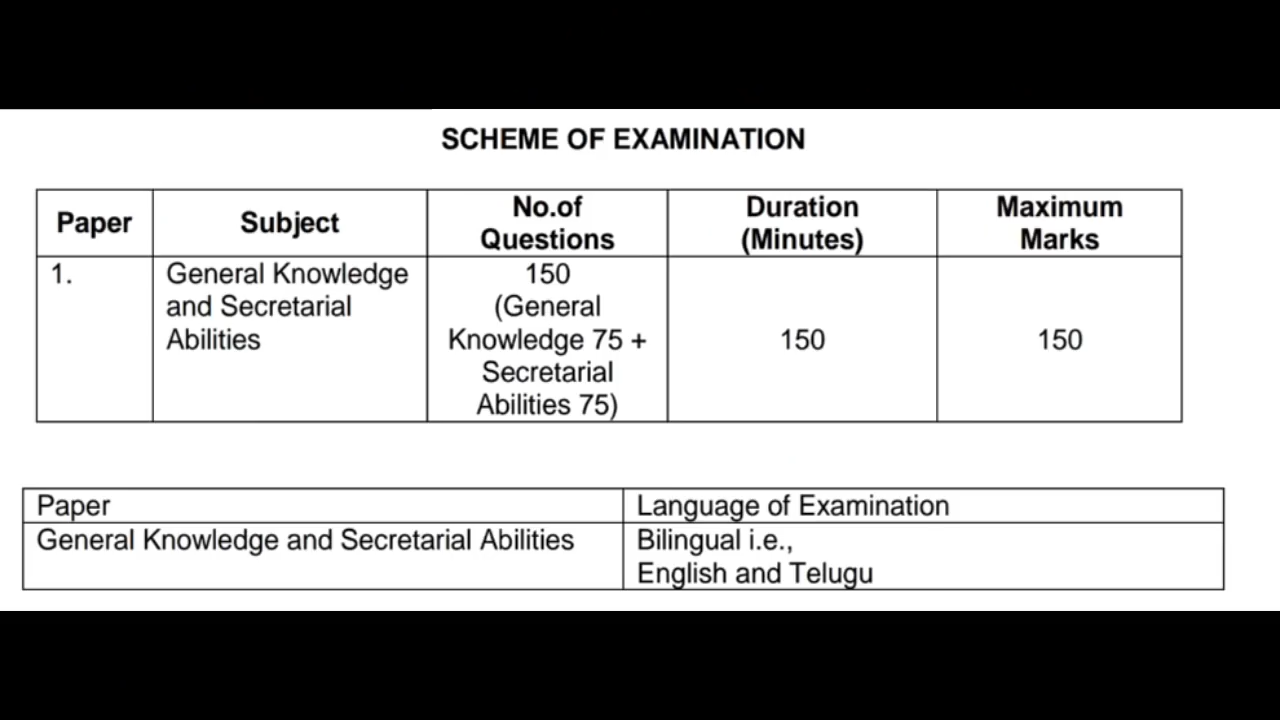 SCHEME OF EXAMINATION
Paper
Subject
No.of
Questions
Duration
(Minutes)
Maximum
Marks
1.
General Knowledge
and Secretarial
Abilities
150
(General
Knowledge 75 +
Secretarial
Abilities 75)
150
150
Paper
Language of Examination
General Knowledge and Secretarial Abilities
Bilingual i.e.,
English and Telugu